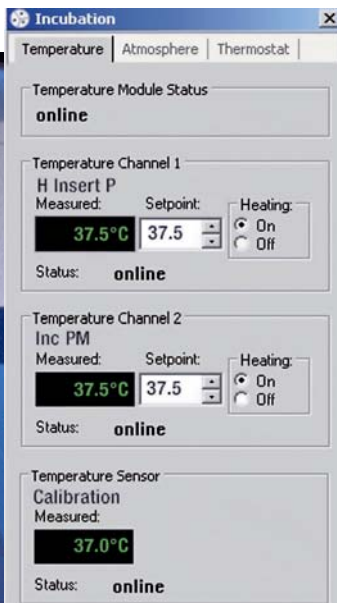 Incubation
Temperature Atmosphere Thermostat
Temperature Module Status
online
Temperature Channel 1
H Insert P
Measured: Setpoint: Heating:
37.5°C 37.5 On
Off
Status: online
Temperature Channel 2
Inc PM
Measured: Setpoint: Heating:
37.5°C 37.5 On
Off
Status: online
Temperature Sensor
Calibration
Measured:
37.0°C
Status: online